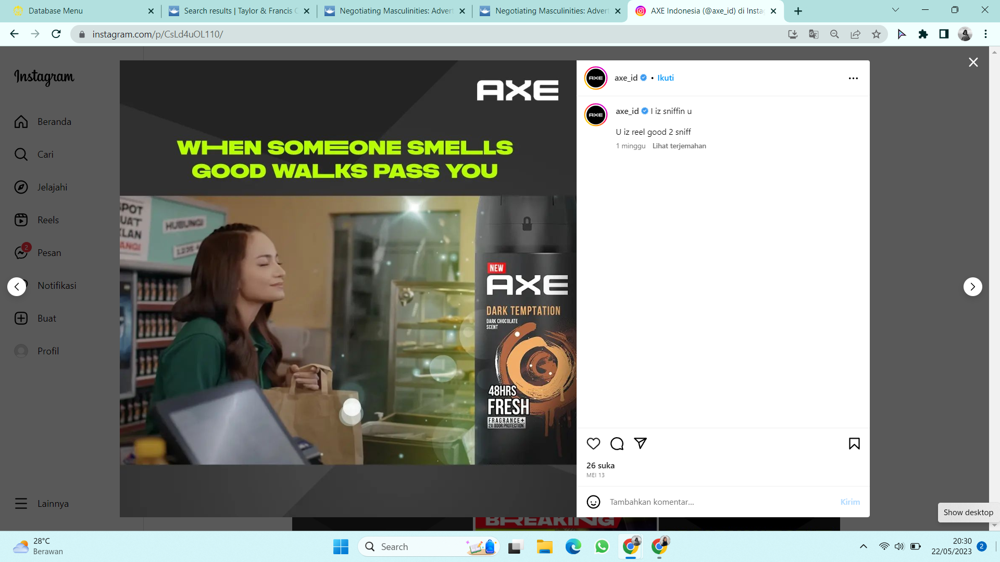 Database Menu
Search results | Taylor & Francis
Negotiating Masculinities: Advert
Negotiating Masculinities: Advert
AXE Indonesia (@axe_id) di Insta
instagram.com/p/CsLd4uOL110/
Instagram
Beranda
Cari
Jelajahi
Reels
2
Pesan
Notifikasi
Buat
Profil
Lainnya
AXE
WHEN SOMEONE SMELLS
GOOD WALKS PASS YOU
SPOT
UAT
KLAN
ANGI
HUBUNGI
NEW
AXE
DARK TEMPTATION
DARK CHOCOLATE
SCENT
48HRS
FRESH
FRAGRANCE+
2X ODOR PROTECTION*
AXE
axe_id • Ikuti
AXE
axe_id I iz sniffin u
U iz reel good 2 sniff
1 minggu Lihat terjemahan
26 suka
MEI 13
Tambahkan komentar...
Kirim
BREAKING
Show desktop
28°C
Berawan
Search
20:30
22/05/2023
2